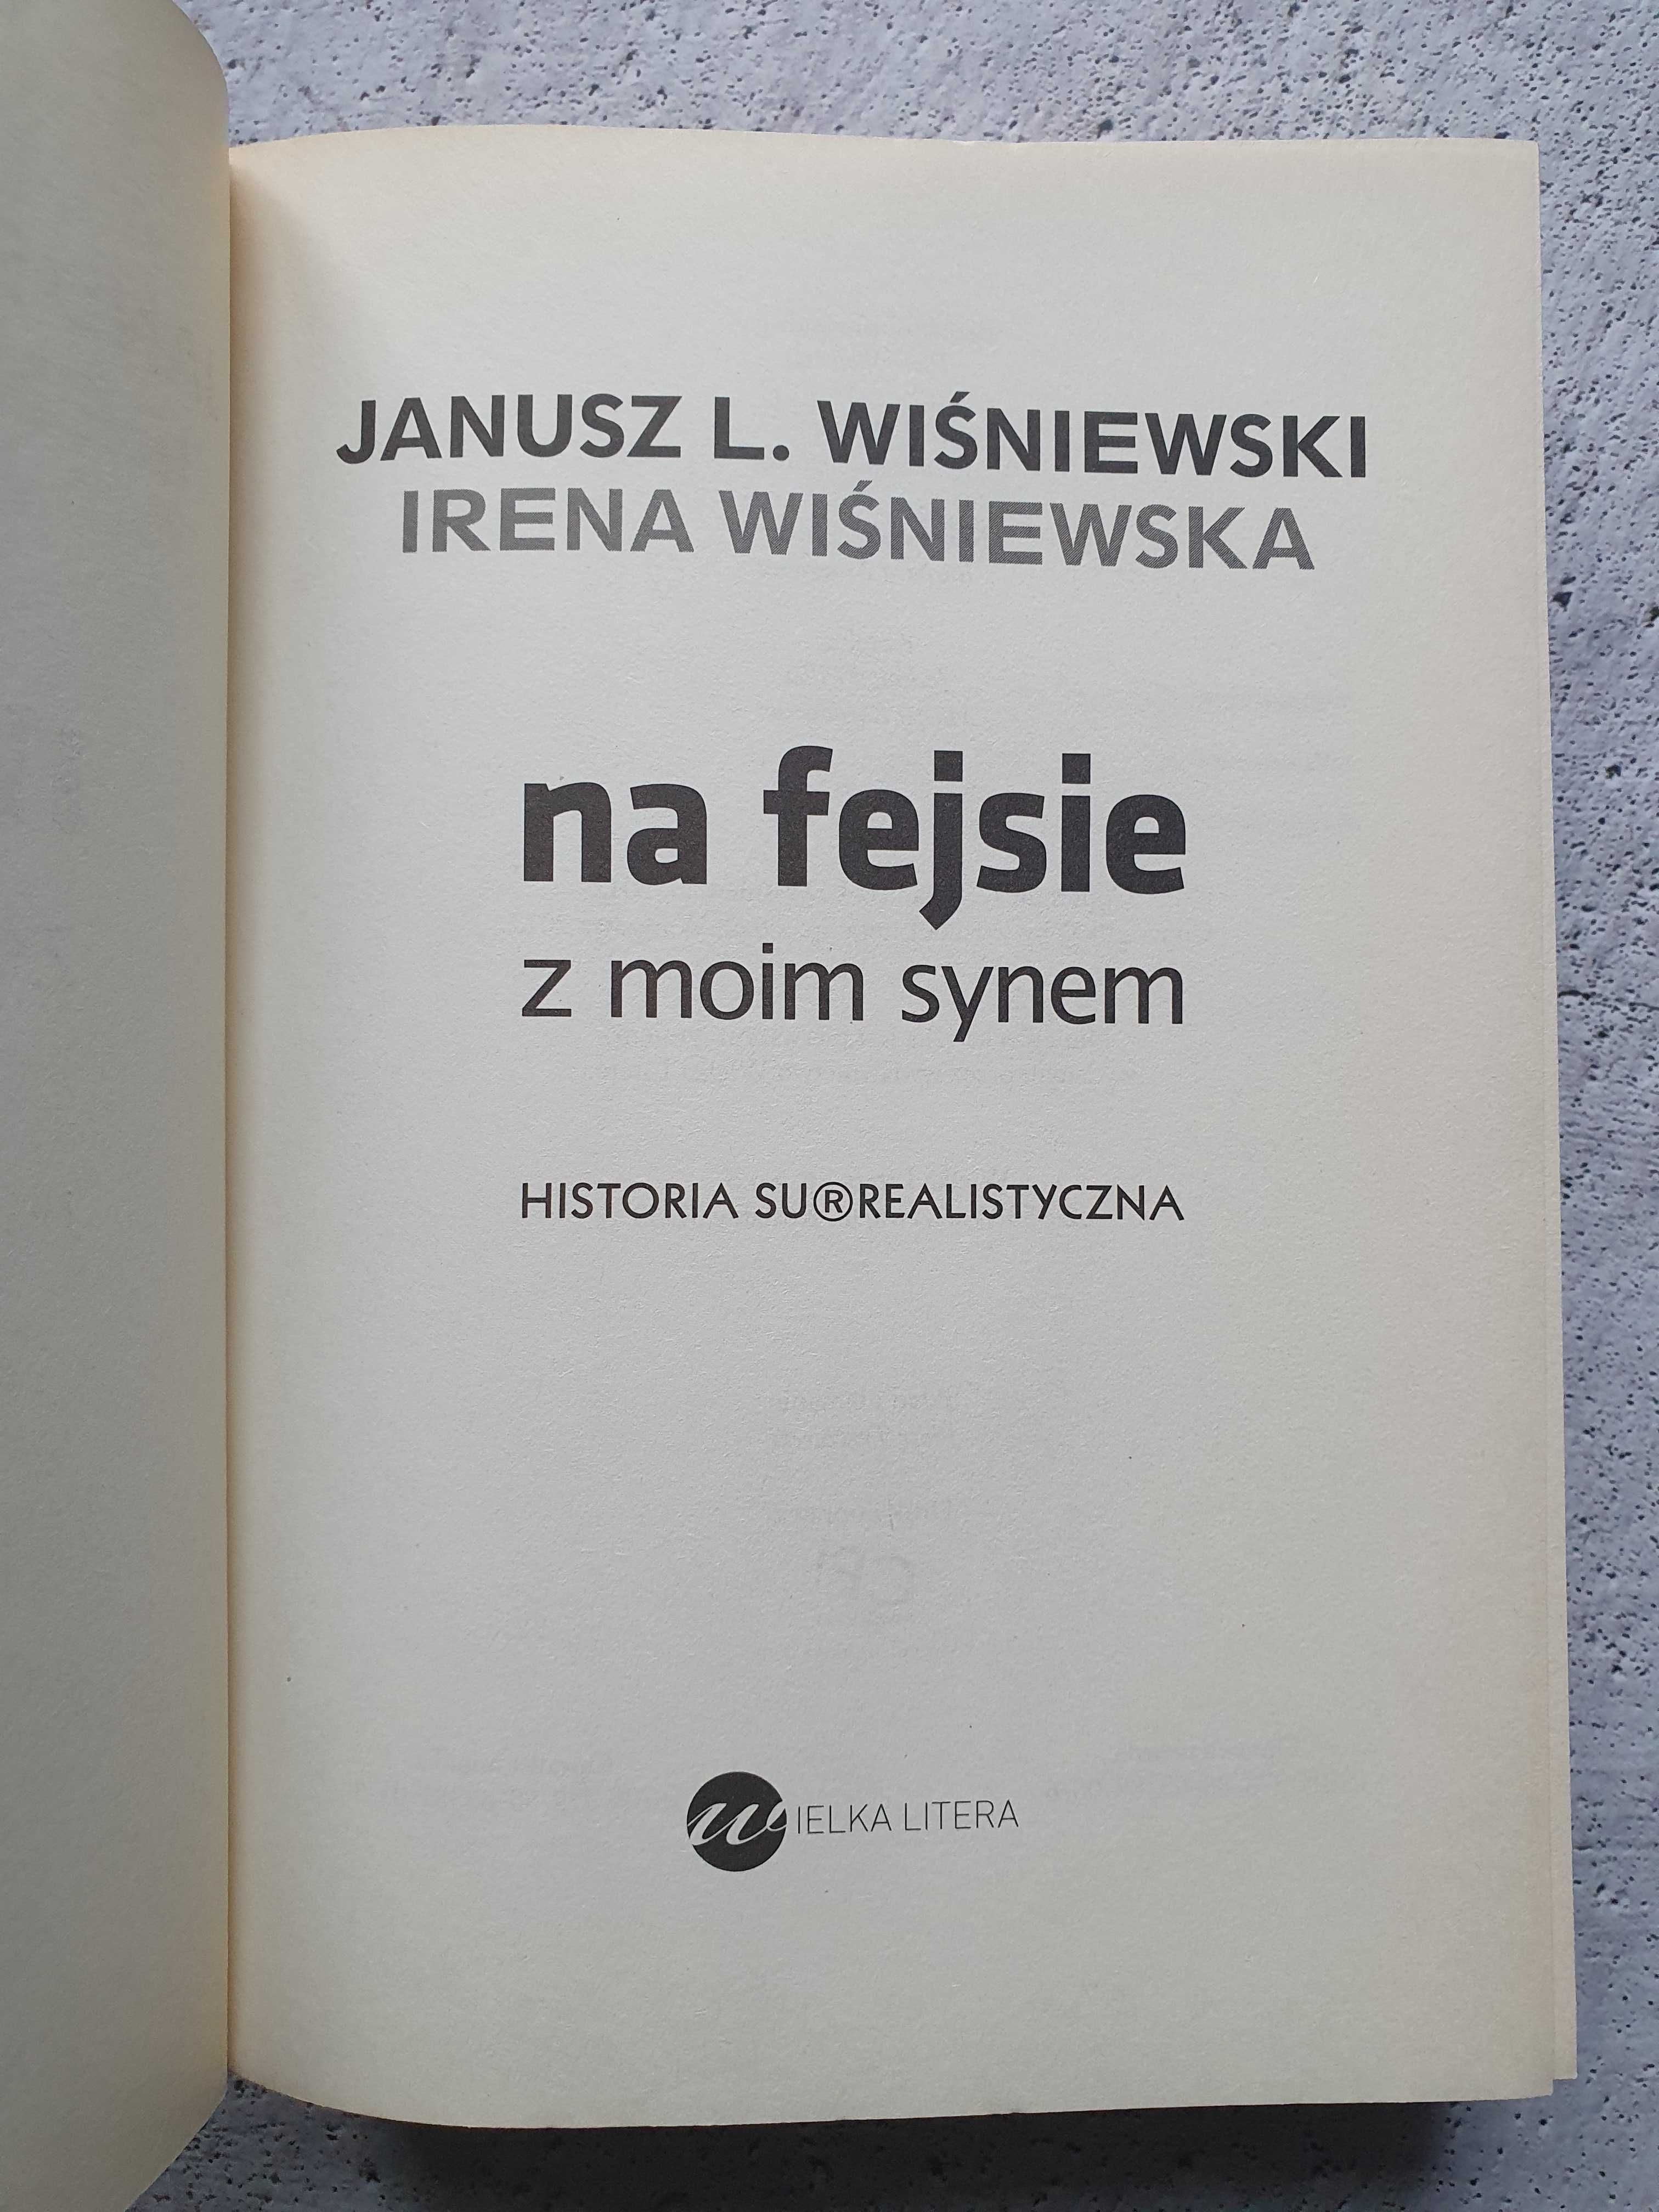 JANUSZ L. WIŚNIEWSKI
IRENA WIŚNIEWSKA
na fejsie
z moim synem
HISTORIA SU®REALISTYCZNA
WIELKA LITERA